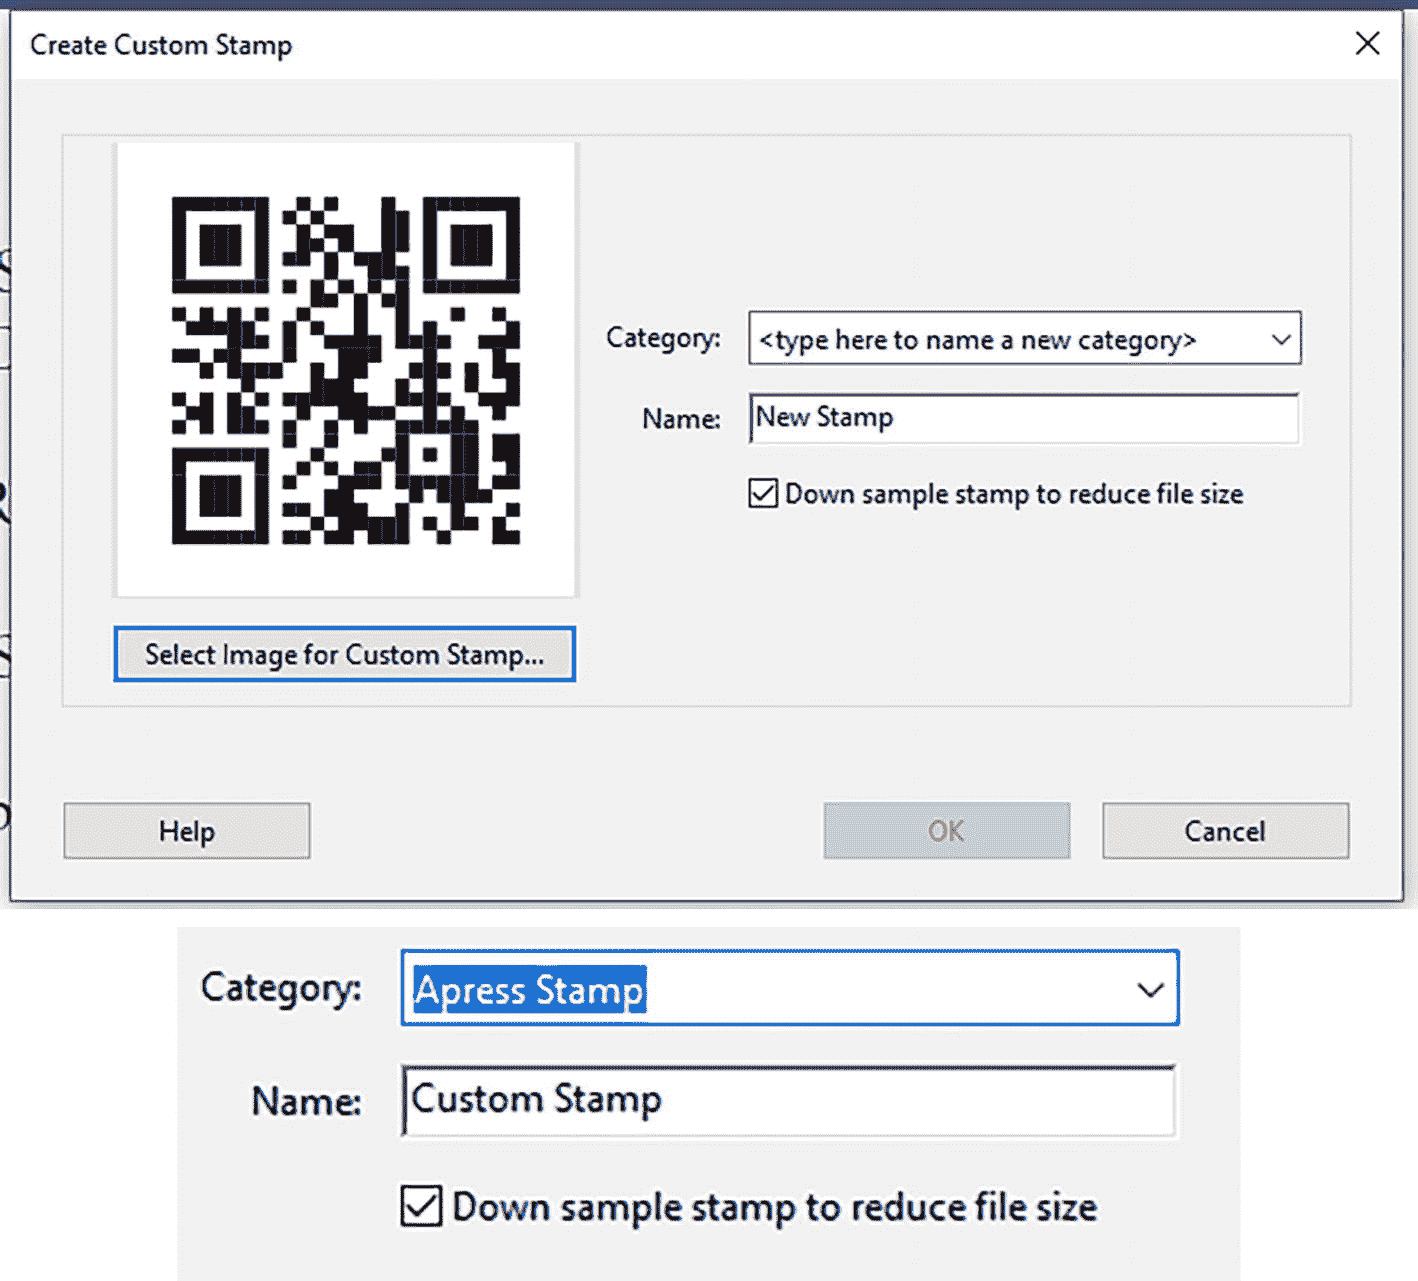 Create Custom Stamp
Category: <type here to name a new category>
Name: New Stamp
Down sample stamp to reduce file size
Select Image for Custom Stamp...
Help OK Cancel
Category: Apress Stamp
Name: Custom Stamp
Down sample stamp to reduce file size